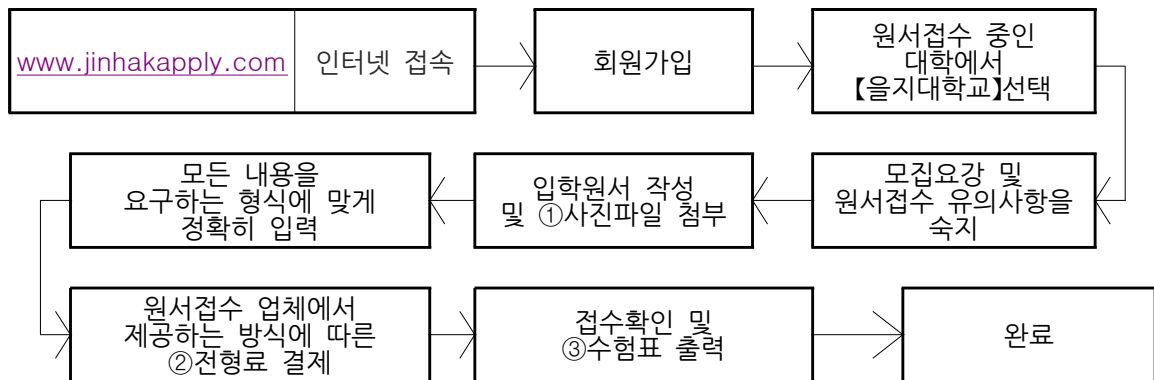 www.jinhakapply.com 인터넷 접속
회원가입
원서접수 중인
대학에서
【을지대학교】선택
모집요강 및
원서접수 유의사항을
숙지
입학원서 작성
및 ①사진파일 첨부
모든 내용을
요구하는 형식에 맞게
정확히 입력
원서접수 업체에서
제공하는 방식에 따른
②전형료 결제
접수확인 및
③수험표 출력
완료